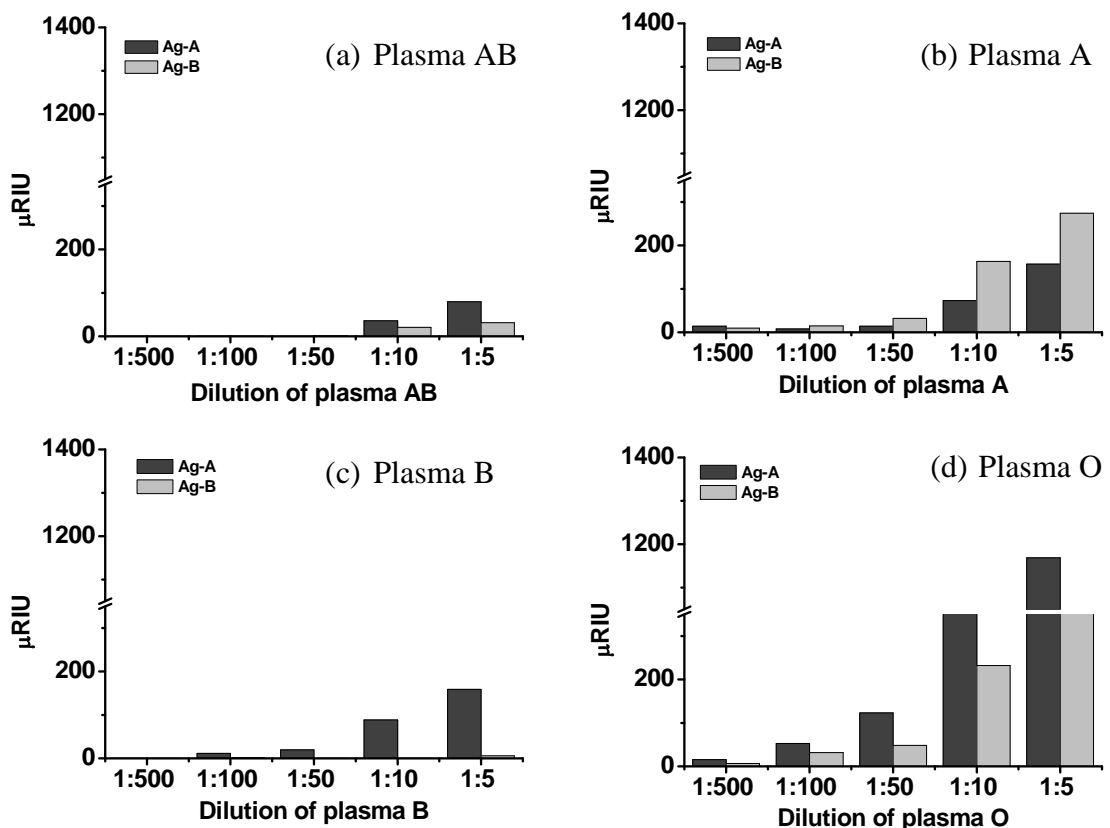 (a) Plasma AB
Ag-A
Ag-B
1400
1200
200
0
µRIU
1:500 1:100 1:50 1:10 1:5
Dilution of plasma AB
(b) Plasma A
Ag-A
Ag-B
1400
1200
200
0
µRIU
1:500 1:100 1:50 1:10 1:5
Dilution of plasma A
(c) Plasma B
Ag-A
Ag-B
1400
1200
200
0
µRIU
1:500 1:100 1:50 1:10 1:5
Dilution of plasma B
(d) Plasma O
Ag-A
Ag-B
1400
1200
200
0
µRIU
1:500 1:100 1:50 1:10 1:5
Dilution of plasma O